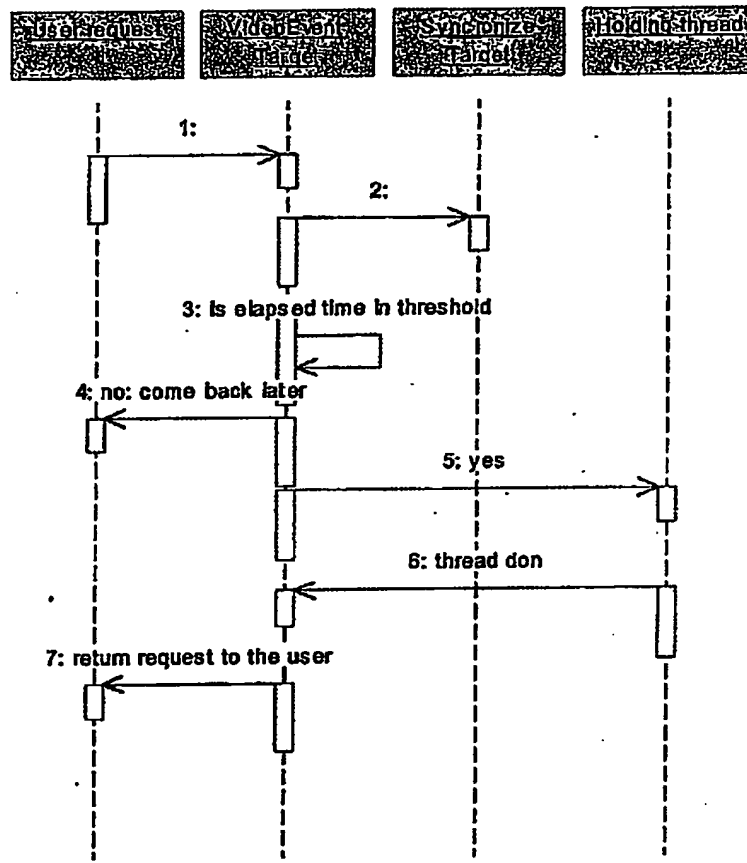 User request
VideoEvent
Target
Syncronize
Target
Holding thread
1:
2:
3: is elapsed time in threshold
4: no: come back later
5: yes
6: thread don
7: return request to the user